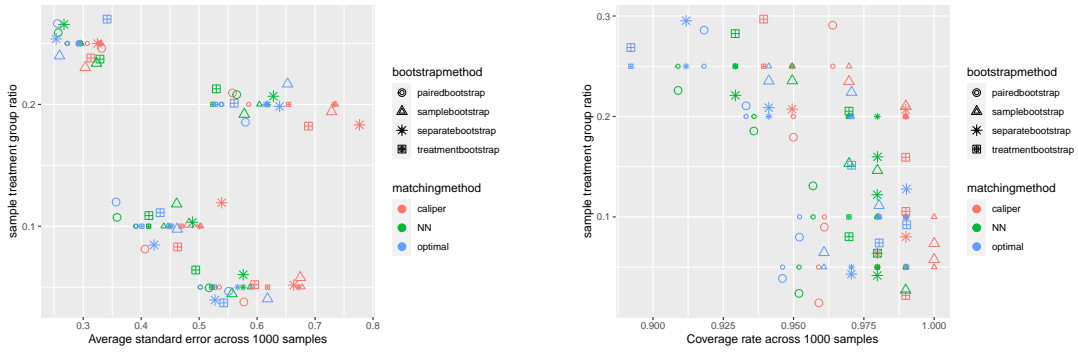 0.2
0.1
sample treatment group ratio
0.3
0.4
0.5
0.6
0.7
0.8
Average standard error across 1000 samples
bootstrapmethod
pairedbootstrap
samplebootstrap
separatebootstrap
treatmentbootstrap
matchingmethod
caliper
NN
optimal
0.3
0.2
0.1
0.0
sample treatment group ratio
0.900
0.925
0.950
0.975
1.000
Coverage rate across 1000 samples
bootstrapmethod
pairedbootstrap
samplebootstrap
separatebootstrap
treatmentbootstrap
matchingmethod
caliper
NN
optimal